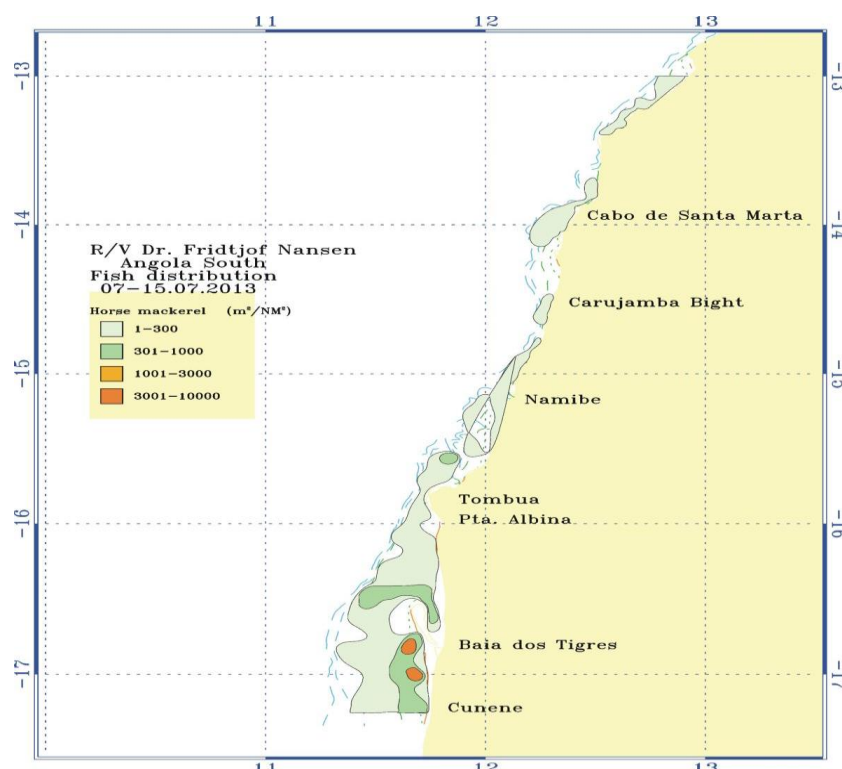 11 12 13
-13 -13
-14 -14
-15 -15
-16 -16
-17 -17
Cabo de Santa Marta
R/V Dr. Fridtjof Nansen
Angola South
Fish distribution
07-15.07.2013
Horse mackerel (m²/NM²)
1-300
301-1000
1001-3000
3001-10000
Carujamba Bight
Namibe
Tombua
Pta. Albina
Baia dos Tigres
Cunene
11 12 13